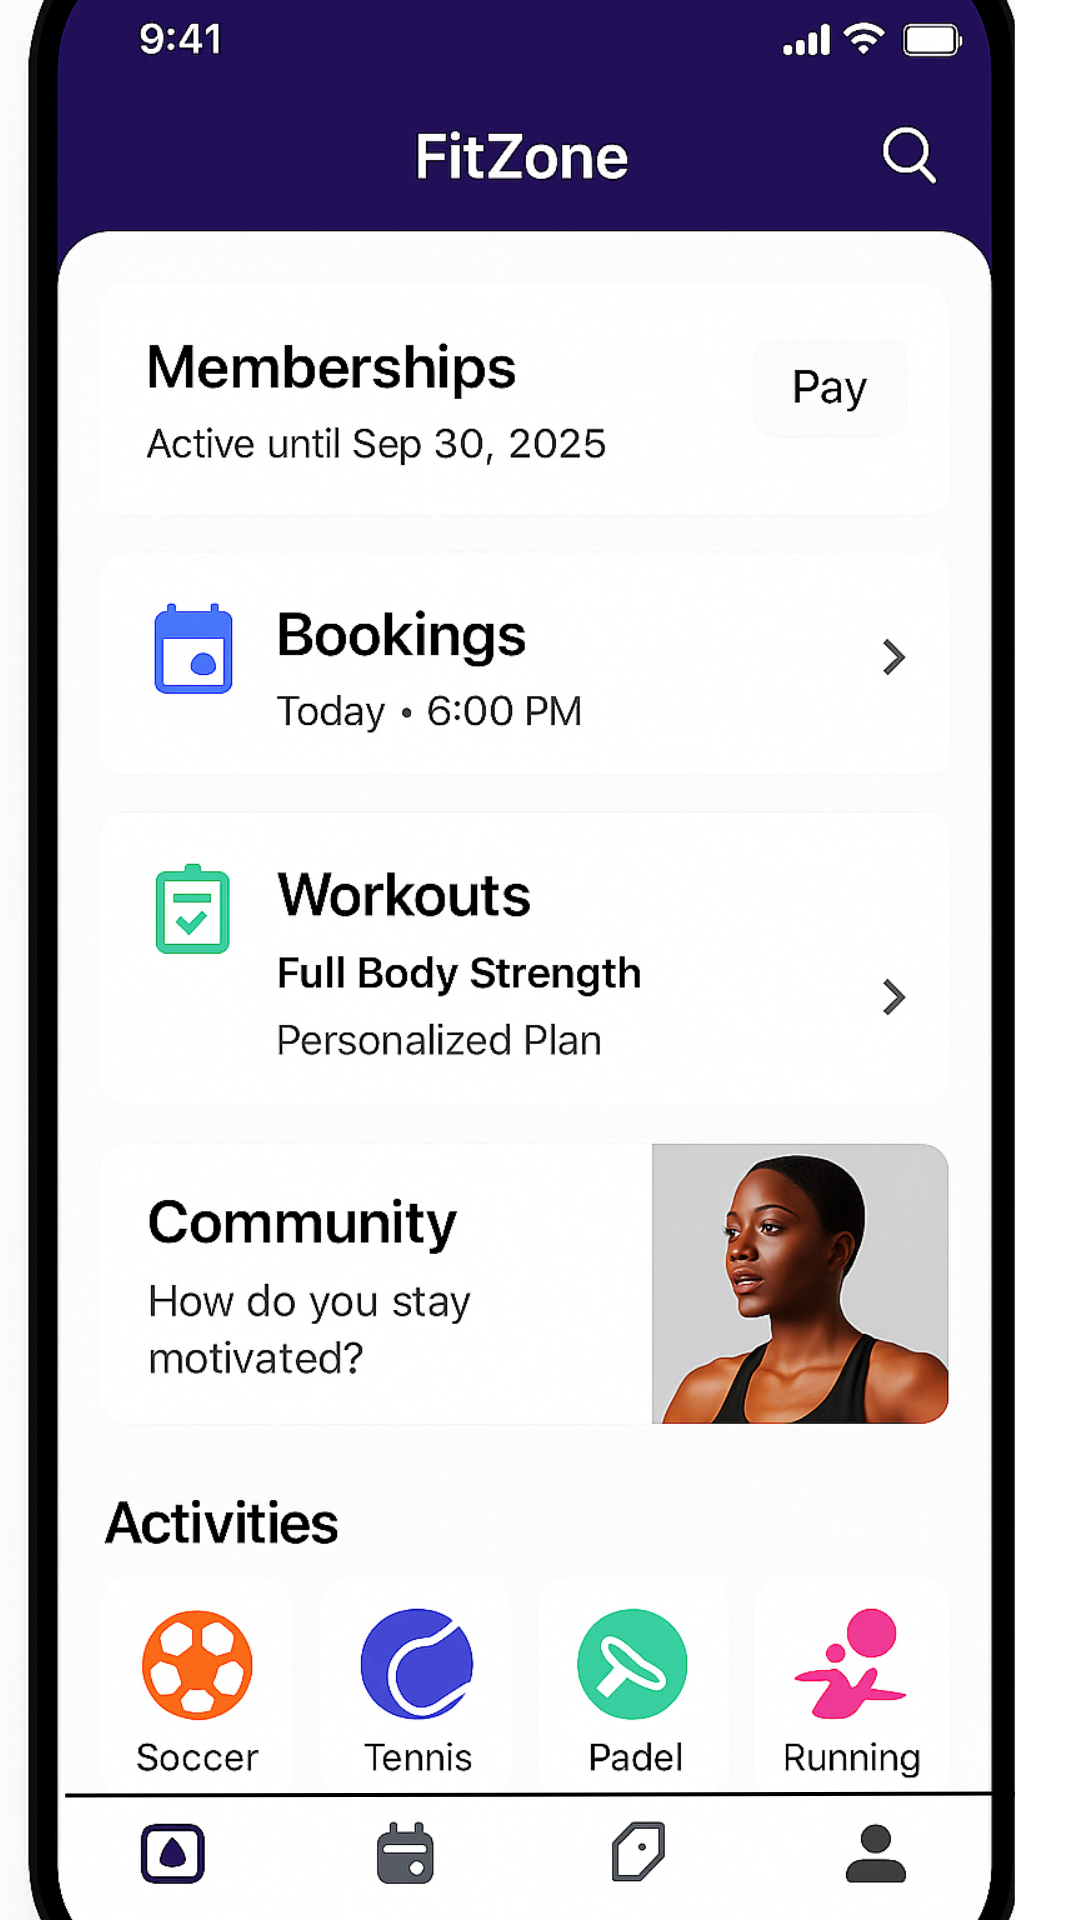 9:41
FitZone
Memberships
Pay
Active until Sep 30, 2025
Bookings
Today • 6:00 PM
Workouts
Full Body Strength
Personalized Plan
Community
How do you stay
motivated?
Activities
Soccer
Tennis
Padel
Running